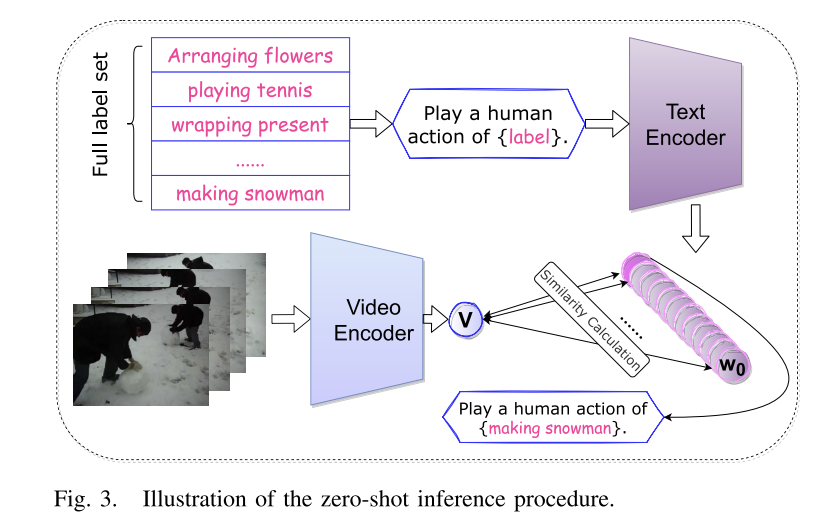 Full label set
Arranging flowers
playing tennis
wrapping present
......
making snowman
Play a human
action of {label}.
Text
Encoder
Video
Encoder
V
Similarity Calculation
......
w0
Play a human action of
{making snowman}.
Fig. 3. Illustration of the zero-shot inference procedure.